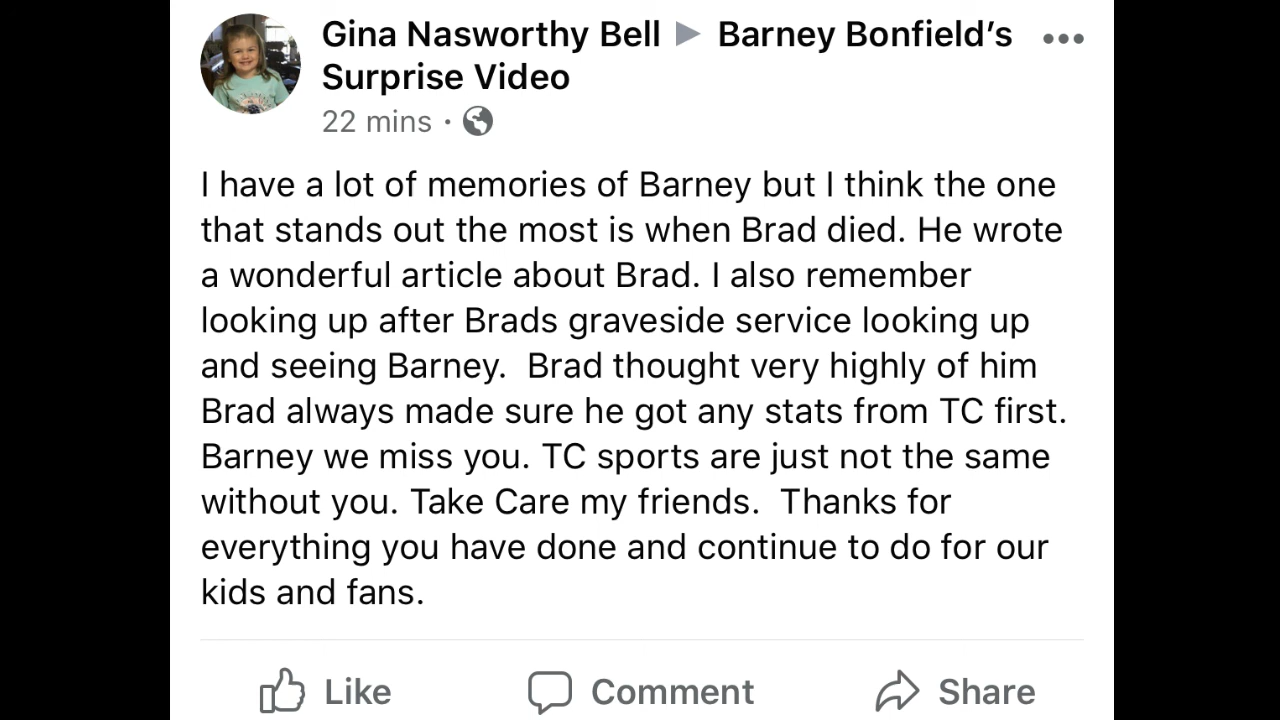 Gina Nasworthy Bell ▶ Barney Bonfield’s
Surprise Video
22 mins ·
I have a lot of memories of Barney but I think the one
that stands out the most is when Brad died. He wrote
a wonderful article about Brad. I also remember
looking up after Brads graveside service looking up
and seeing Barney.  Brad thought very highly of him
Brad always made sure he got any stats from TC first.
Barney we miss you. TC sports are just not the same
without you. Take Care my friends.  Thanks for
everything you have done and continue to do for our
kids and fans.
Like Comment Share